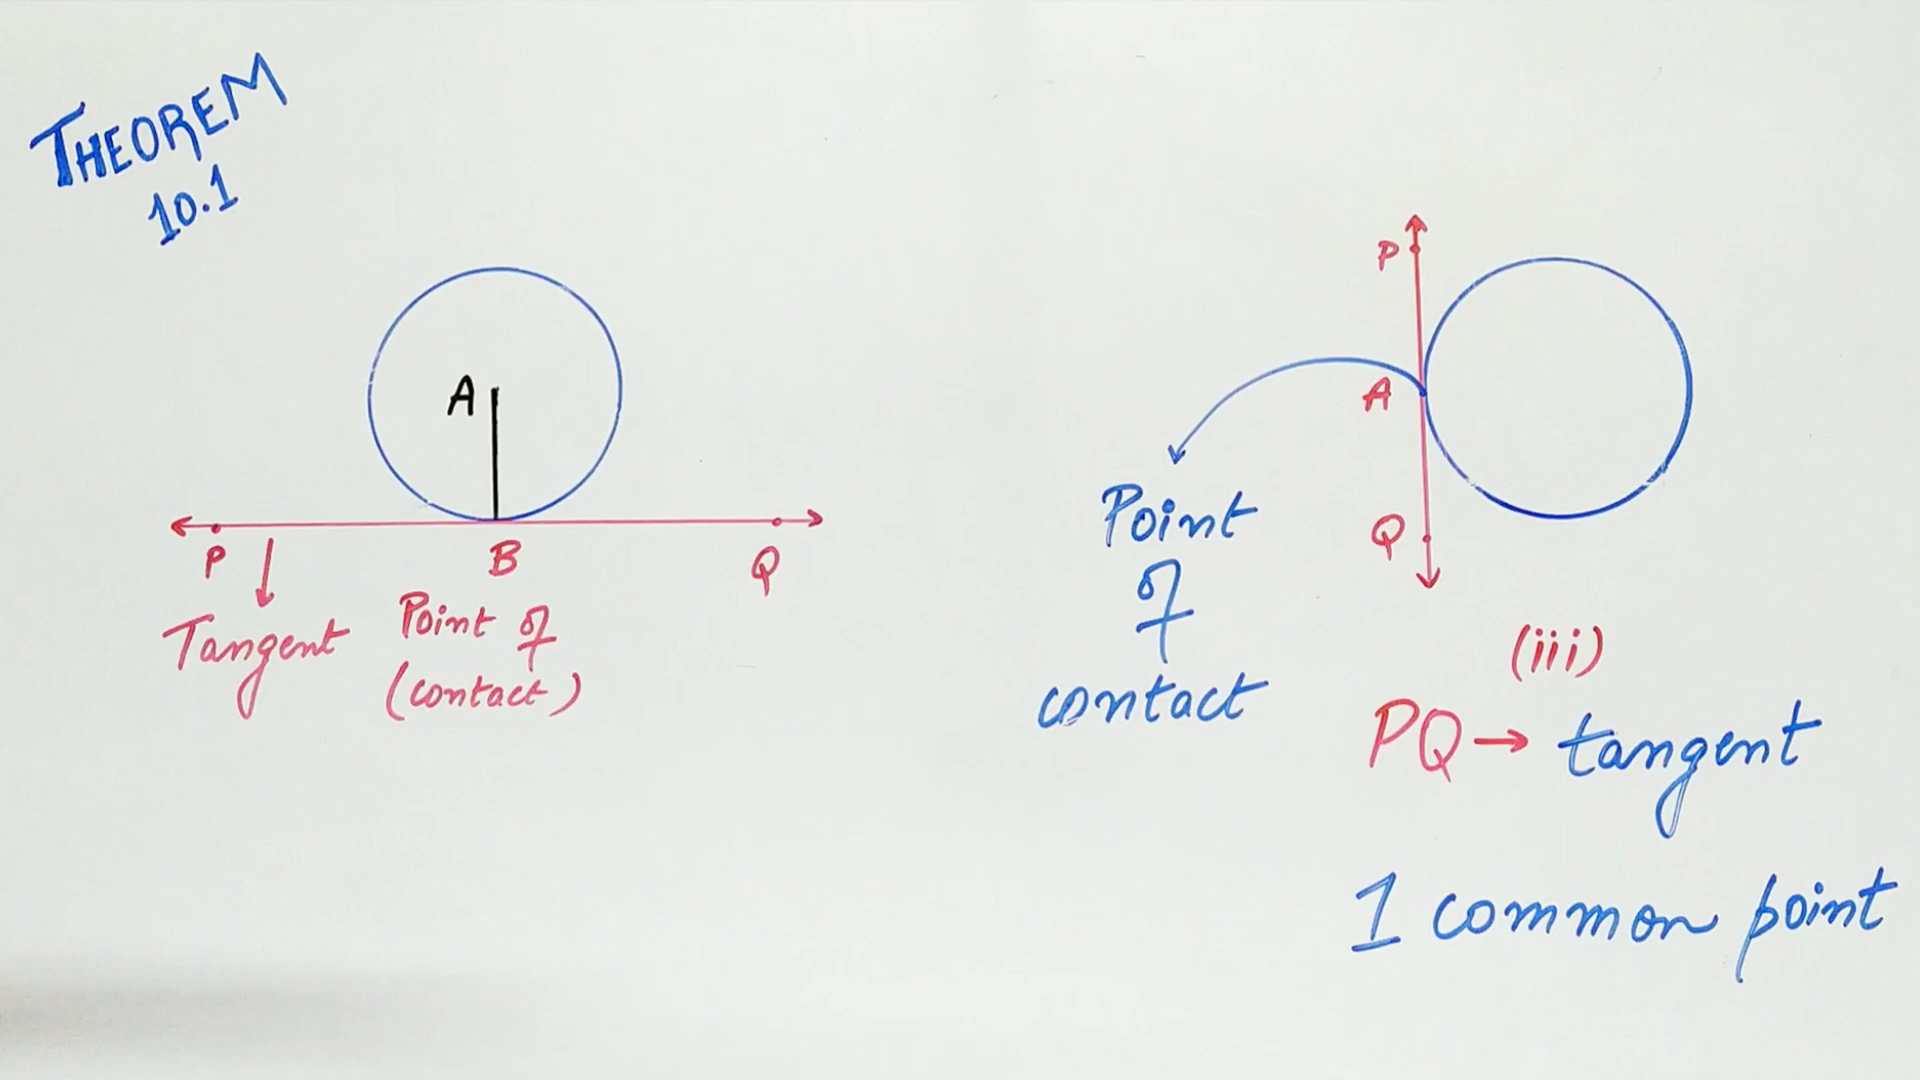 THEOREM
10.1
A
P
B
Q
Tangent
Point of
(contact)
P
A
Q
Point
of
contact
(iii)
PQ → tangent
1 common point